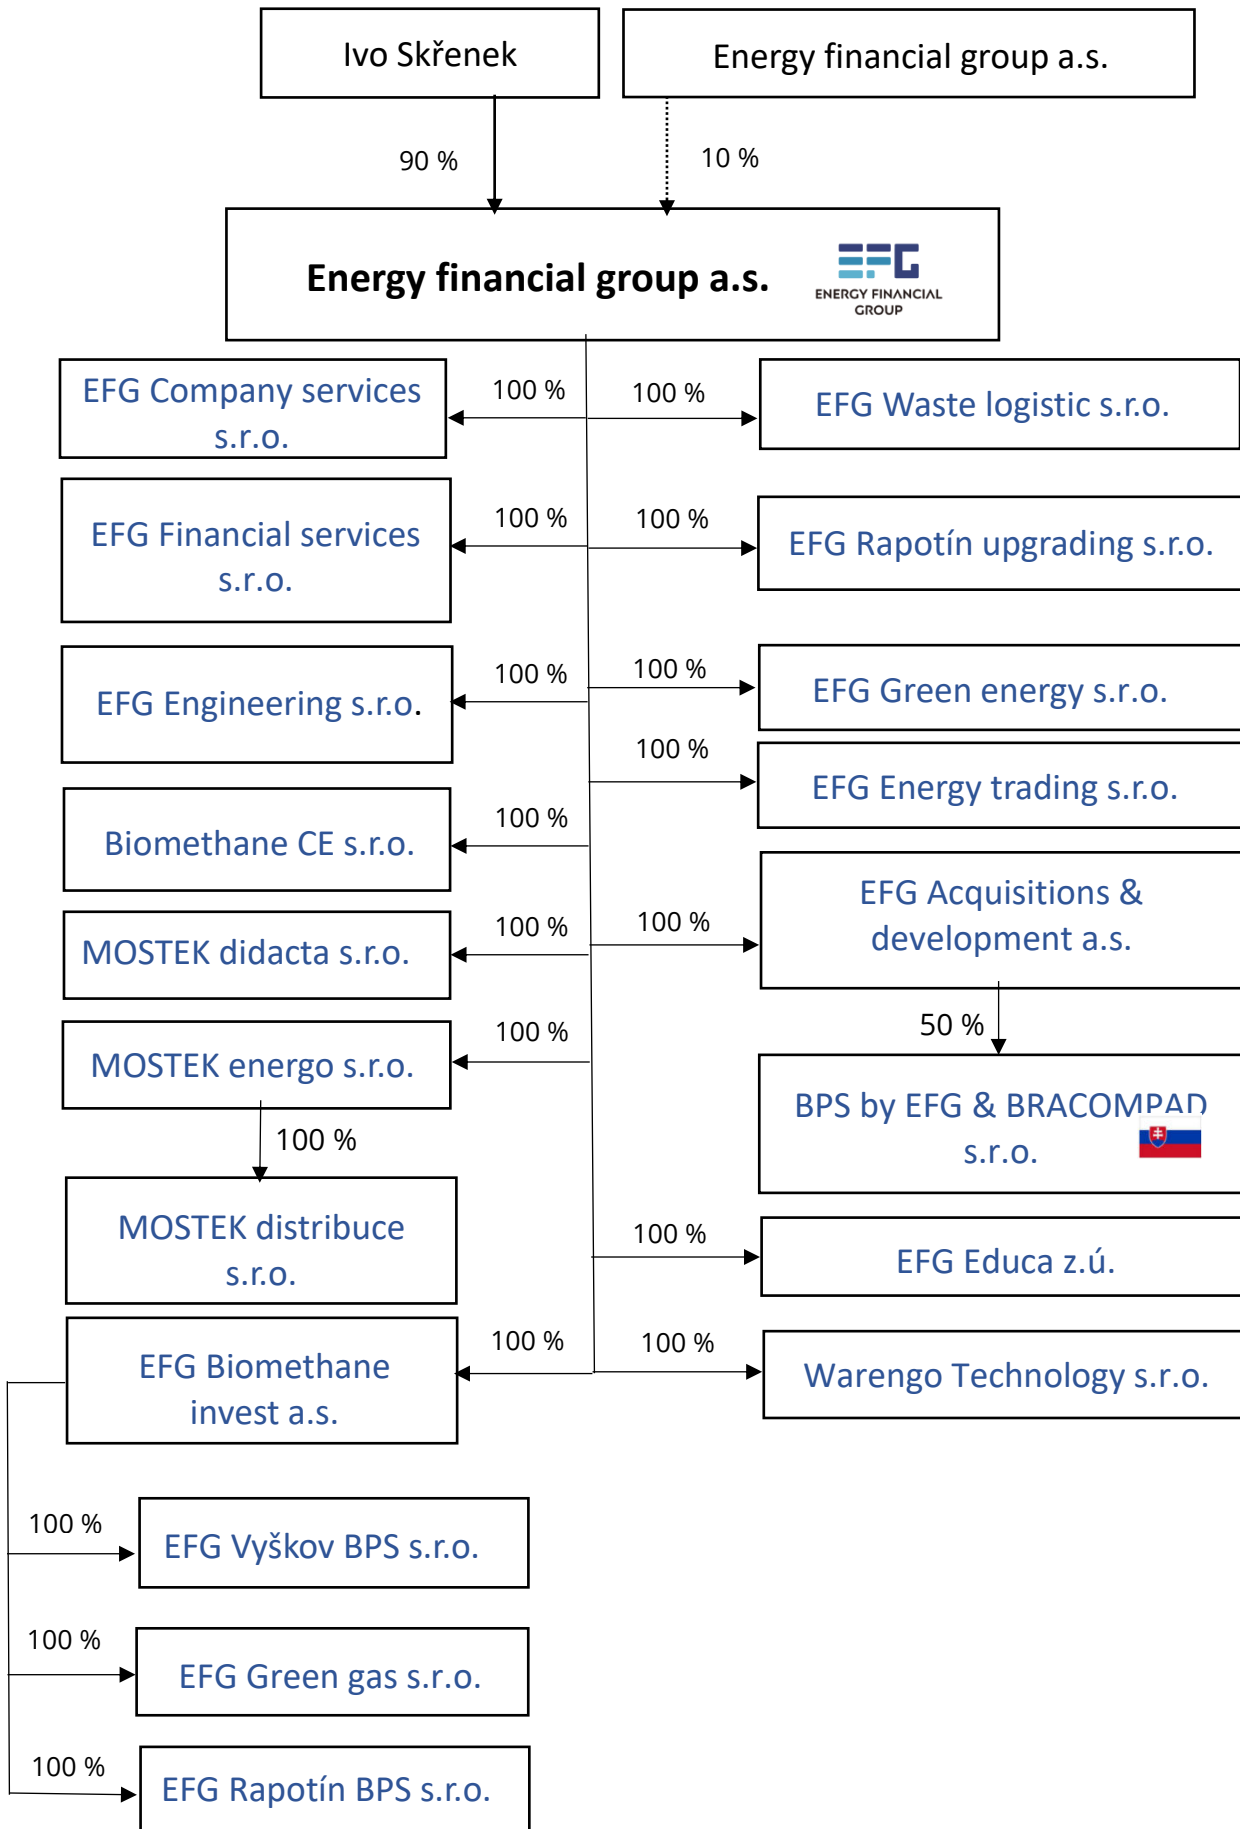 Ivo Skřenek
Energy financial group a.s.
90 %
10 %
Energy financial group a.s.
EFG
ENERGY FINANCIAL
GROUP
EFG Company services
s.r.o.
100 %
100 %
EFG Waste logistic s.r.o.
EFG Financial services
s.r.o.
100 %
100 %
EFG Rapotín upgrading s.r.o.
EFG Engineering s.r.o.
100 %
100 %
EFG Green energy s.r.o.
100 %
EFG Energy trading s.r.o.
Biomethane CE s.r.o.
100 %
MOSTEK didacta s.r.o.
100 %
100 %
EFG Acquisitions &
development a.s.
MOSTEK energo s.r.o.
100 %
50 %
BPS by EFG & BRACOMPAD
s.r.o.
100 %
MOSTEK distribuce
s.r.o.
100 %
EFG Educa z.ú.
EFG Biomethane
invest a.s.
100 %
100 %
Warengo Technology s.r.o.
100 %
EFG Vyškov BPS s.r.o.
100 %
EFG Green gas s.r.o.
100 %
EFG Rapotín BPS s.r.o.